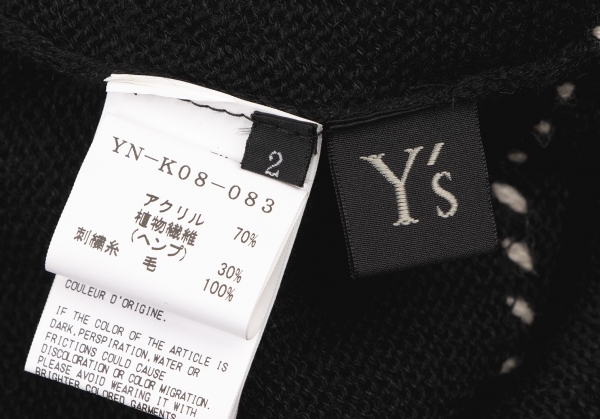 2
Y's
YN-K08-083
アクリル 70%
植物繊維
(ヘンプ) 30%
刺繍糸 毛 100%
COULEUR D'ORIGINE.
IF THE COLOR OF THE ARTICLE IS
DARK, PERSPIRATION, WATER OR
FRICTIONS COULD CAUSE
DISCOLORATION OR COLOR MIGRATION.
PLEASE AVOID WEARING IT WITH
BRIGHTER COLORED GARMENTS